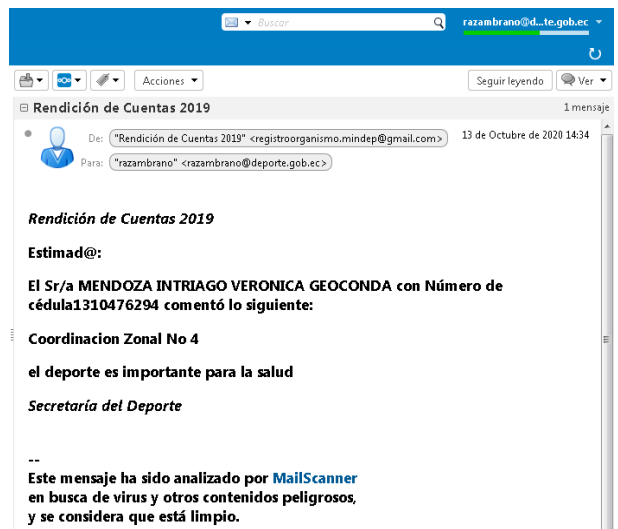 Buscar
razambrano@d...te.gob.ec
Acciones
Seguir leyendo
Ver
Rendición de Cuentas 2019
1 mensaje
De: "Rendición de Cuentas 2019" <registroorganismo.mindep@gmail.com>
13 de Octubre de 2020 14:34
Para: "razambrano" <razambrano@deporte.gob.ec>
Rendición de Cuentas 2019
Estimad@:
El Sr/a MENDOZA INTRIAGO VERONICA GEOCONDA con Número de
cédula1310476294 comentó lo siguiente:
Coordinacion Zonal No 4
el deporte es importante para la salud
Secretaría del Deporte
--
Este mensaje ha sido analizado por MailScanner
en busca de virus y otros contenidos peligrosos,
y se considera que está limpio.